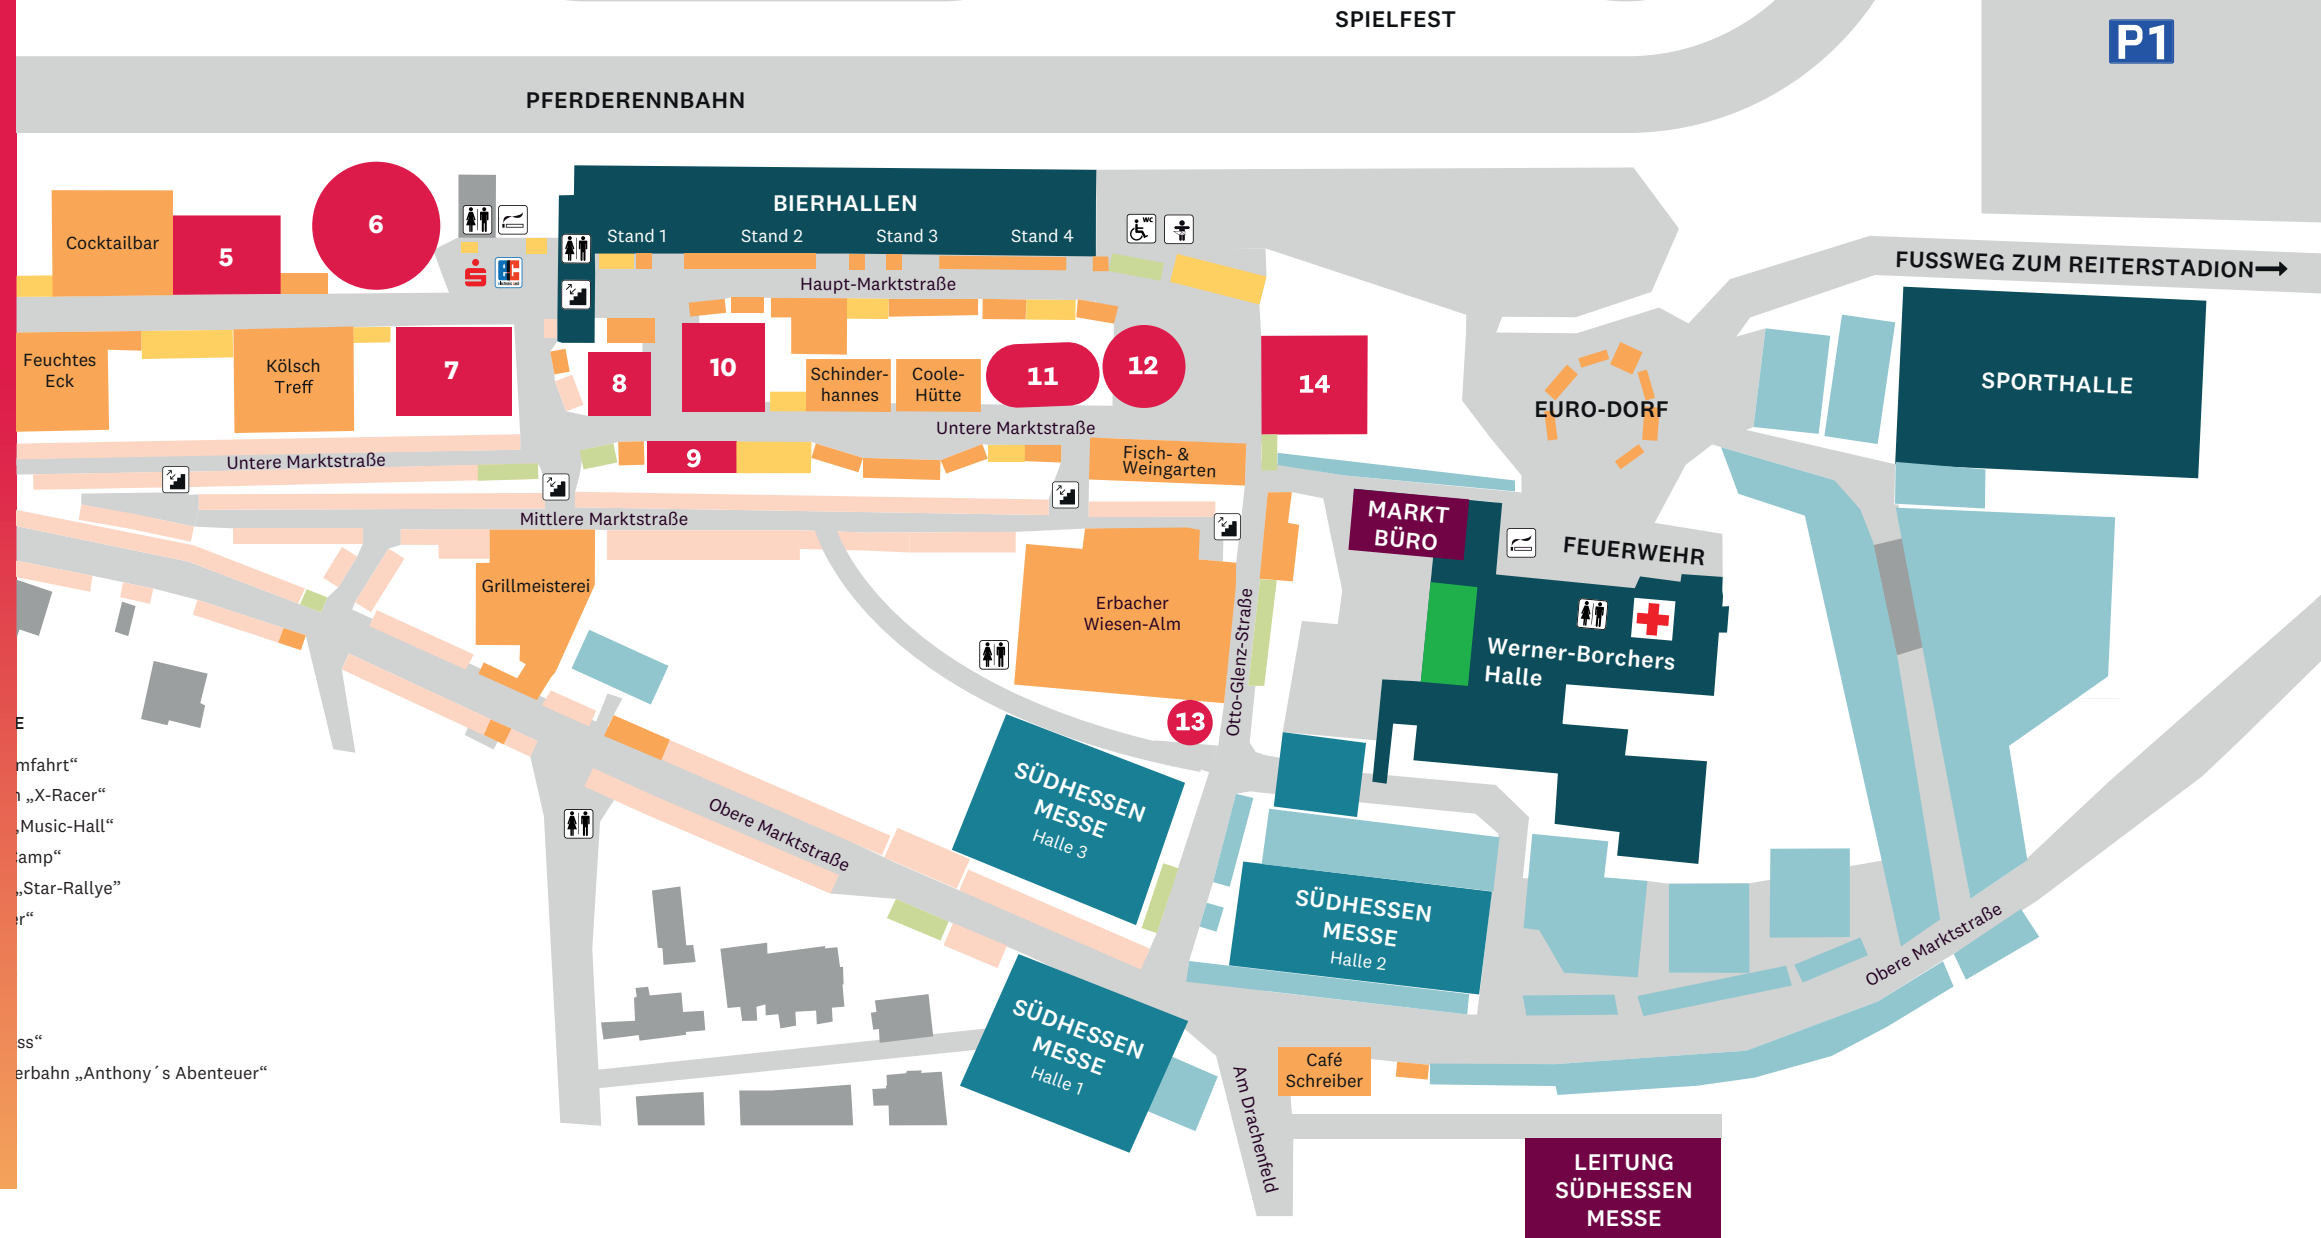 SPIELFEST
P1
PFERDERENNBAHN
6
BIERHALLEN
Cocktailbar
5
Stand 1
Stand 2
Stand 3
Stand 4
WC
EC
FUSSWEG ZUM REITERSTADION
Haupt-Marktstraße
Feuchtes
Eck
Kölsch
Treff
7
8
10
Schinder-
hannes
Coole-
Hütte
11
12
14
EURO-DORF
SPORTHALLE
Untere Marktstraße
Untere Marktstraße
9
Fisch- &
Weingarten
Mittlere Marktstraße
MARKT
BÜRO
FEUERWEHR
Grillmeisterei
Erbacher
Wiesen-Alm
Otto-Glenz-Straße
Werner-Borchers
Halle
13
E
mfahrt“
n „X-Racer“
„Music-Hall“
Camp“
„Star-Rallye“
er“
ss“
erbahn „Anthony´s Abenteuer“
Obere Marktstraße
SÜDHESSEN
MESSE
Halle 3
SÜDHESSEN
MESSE
Halle 2
Obere Marktstraße
SÜDHESSEN
MESSE
Halle 1
Am Drachenfeld
Café
Schreiber
LEITUNG
SÜDHESSEN
MESSE